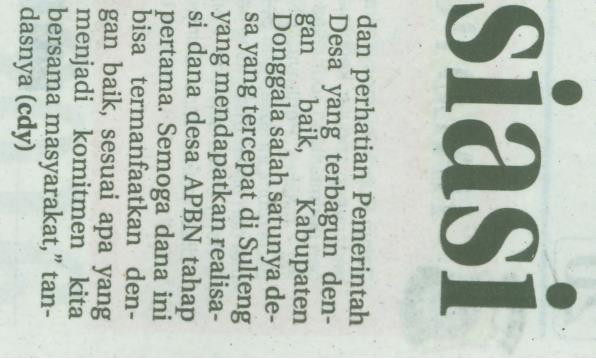 siasi
dan perhatian Pemerintah
Desa yang terbagun den-
gan baik, Kabupaten
Donggala salah satunya de-
sa yang tercepat di Sulteng
yang mendapatkan realisa-
si dana desa APBN tahap
pertama. Semoga dana ini
bisa termanfaatkan den-
gan baik, sesuai apa yang
menjadi komitmen kita
bersama masyarakat,” tan-
dasnya (cdy)